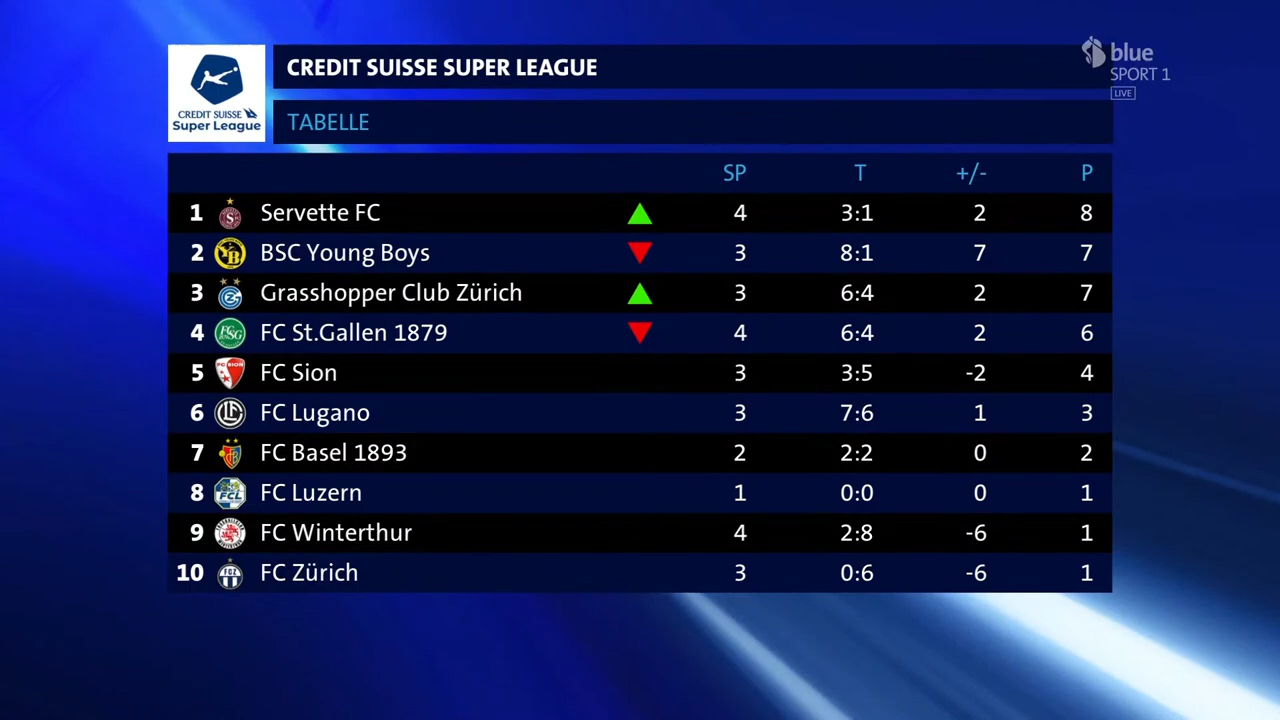 CREDIT SUISSE SUPER LEAGUE
blue
SPORT 1
LIVE
CREDIT SUISSE
Super League
TABELLE
SP T +/- P
1 Servette FC 4 3:1 2 8
2 BSC Young Boys 3 8:1 7 7
3 Grasshopper Club Zürich 3 6:4 2 7
4 FCSG FC St.Gallen 1879 4 6:4 2 6
5 FC SION FC Sion 3 3:5 -2 4
6 FC Lugano 3 7:6 1 3
7 FC Basel 1893 2 2:2 0 2
8 FCL FC Luzern 1 0:0 0 1
9 FC Winterthur 4 2:8 -6 1
10 FCZ FC Zürich 3 0:6 -6 1